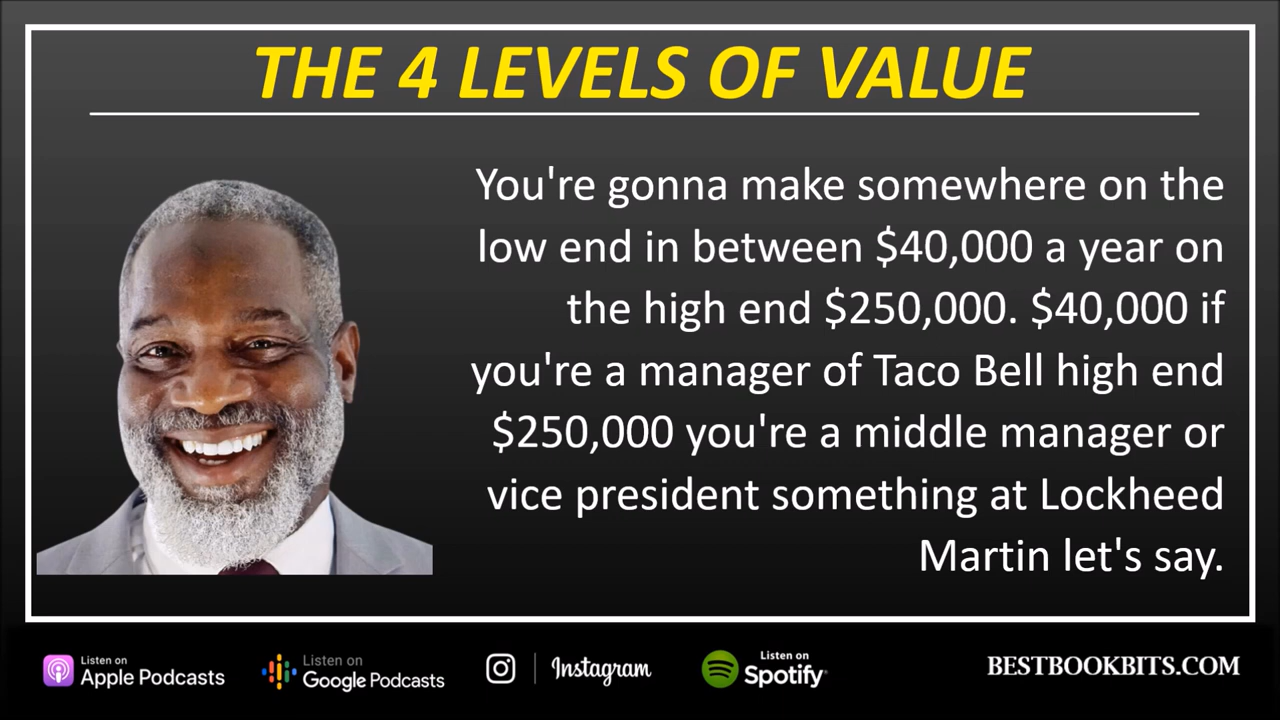 THE 4 LEVELS OF VALUE
You're gonna make somewhere on the
low end in between $40,000 a year on
the high end $250,000. $40,000 if
you're a manager of Taco Bell high end
$250,000 you're a middle manager or
vice president something at Lockheed
Martin let's say.
Listen on
Apple Podcasts
Listen on
Google Podcasts
Instagram
Listen on
Spotify
BESTBOOKBITS.COM